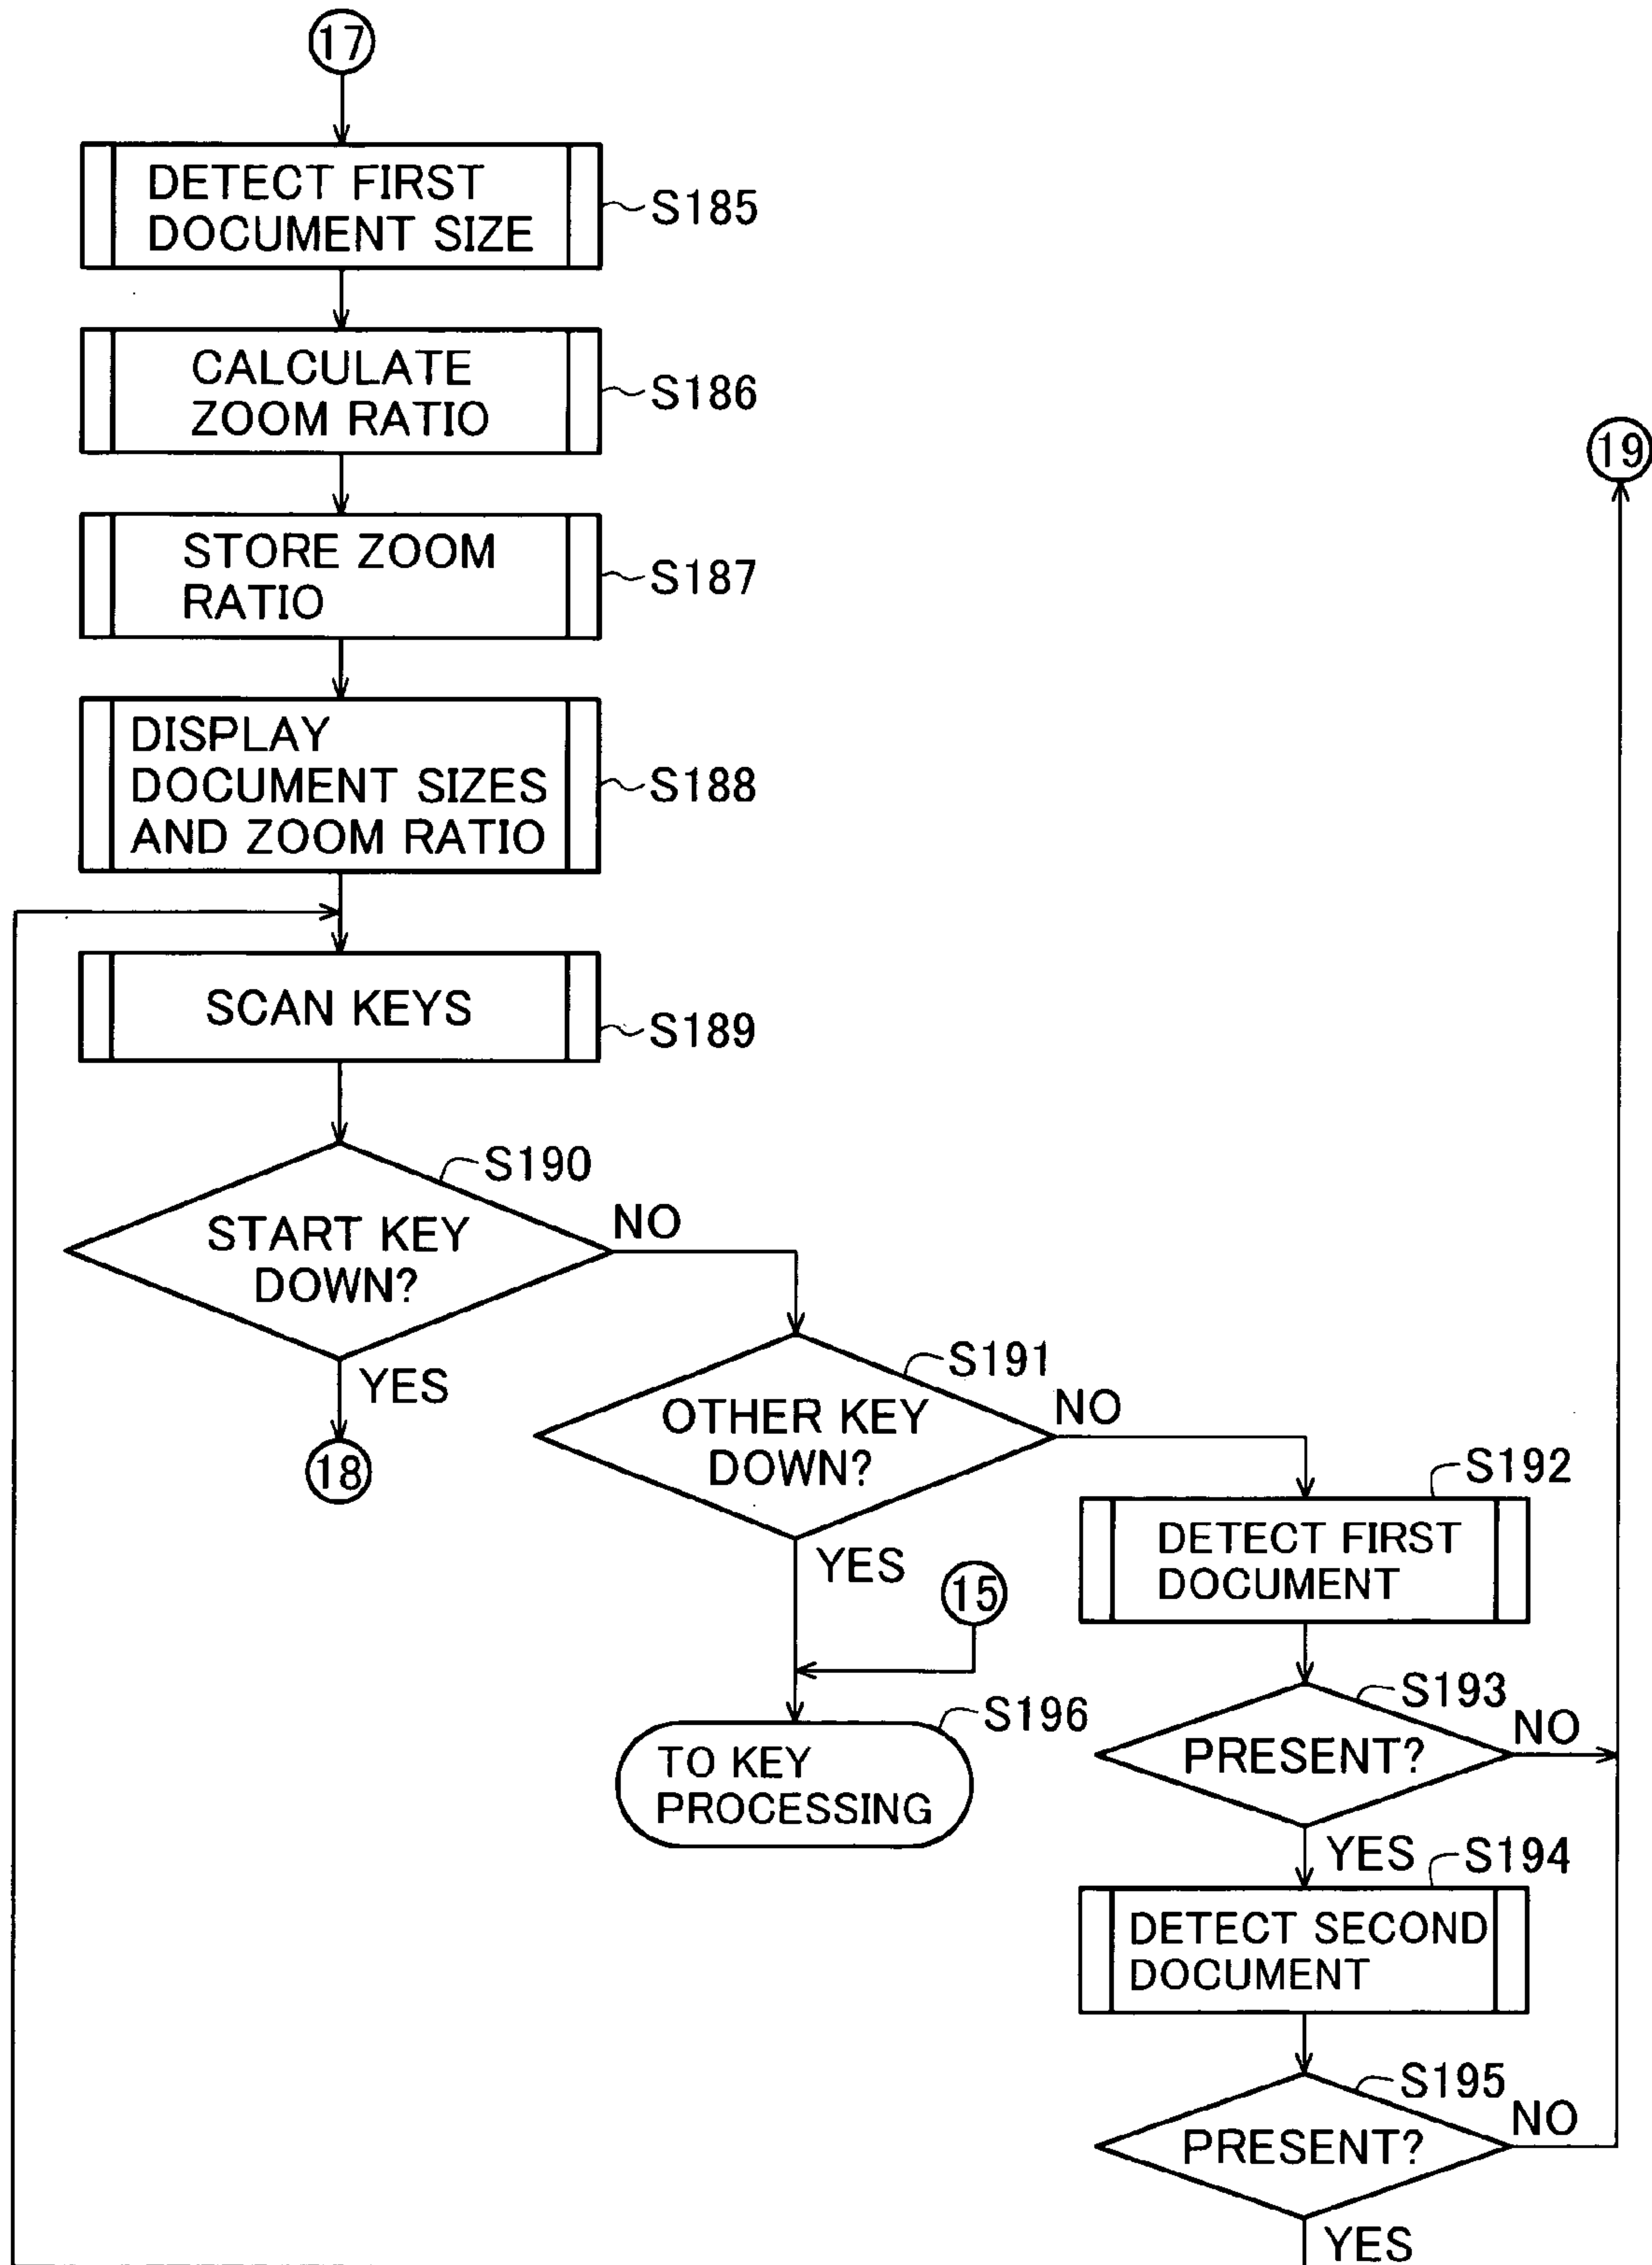 17
DETECT FIRST
DOCUMENT SIZE
S185
CALCULATE
ZOOM RATIO
S186
19
STORE ZOOM
RATIO
S187
DISPLAY
DOCUMENT SIZES
AND ZOOM RATIO
S188
SCAN KEYS
S189
S190
START KEY
DOWN?
NO
YES
18
S191
OTHER KEY
DOWN?
NO
YES
15
S192
DETECT FIRST
DOCUMENT
S196
TO KEY
PROCESSING
S193
PRESENT?
NO
YES
S194
DETECT SECOND
DOCUMENT
S195
PRESENT?
NO
YES